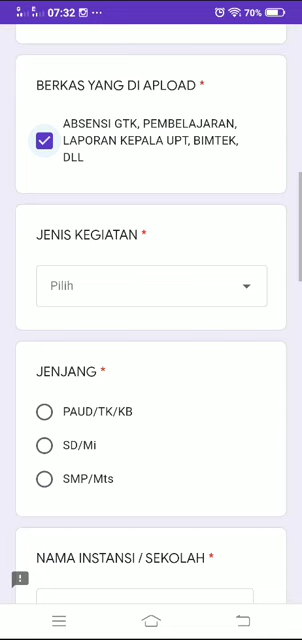 07:32
70%
BERKAS YANG DI APLOAD *
ABSENSI GTK, PEMBELAJARAN,
LAPORAN KEPALA UPT, BIMTEK,
DLL
JENIS KEGIATAN *
Pilih
JENJANG *
PAUD/TK/KB
SD/Mi
SMP/Mts
NAMA INSTANSI / SEKOLAH *